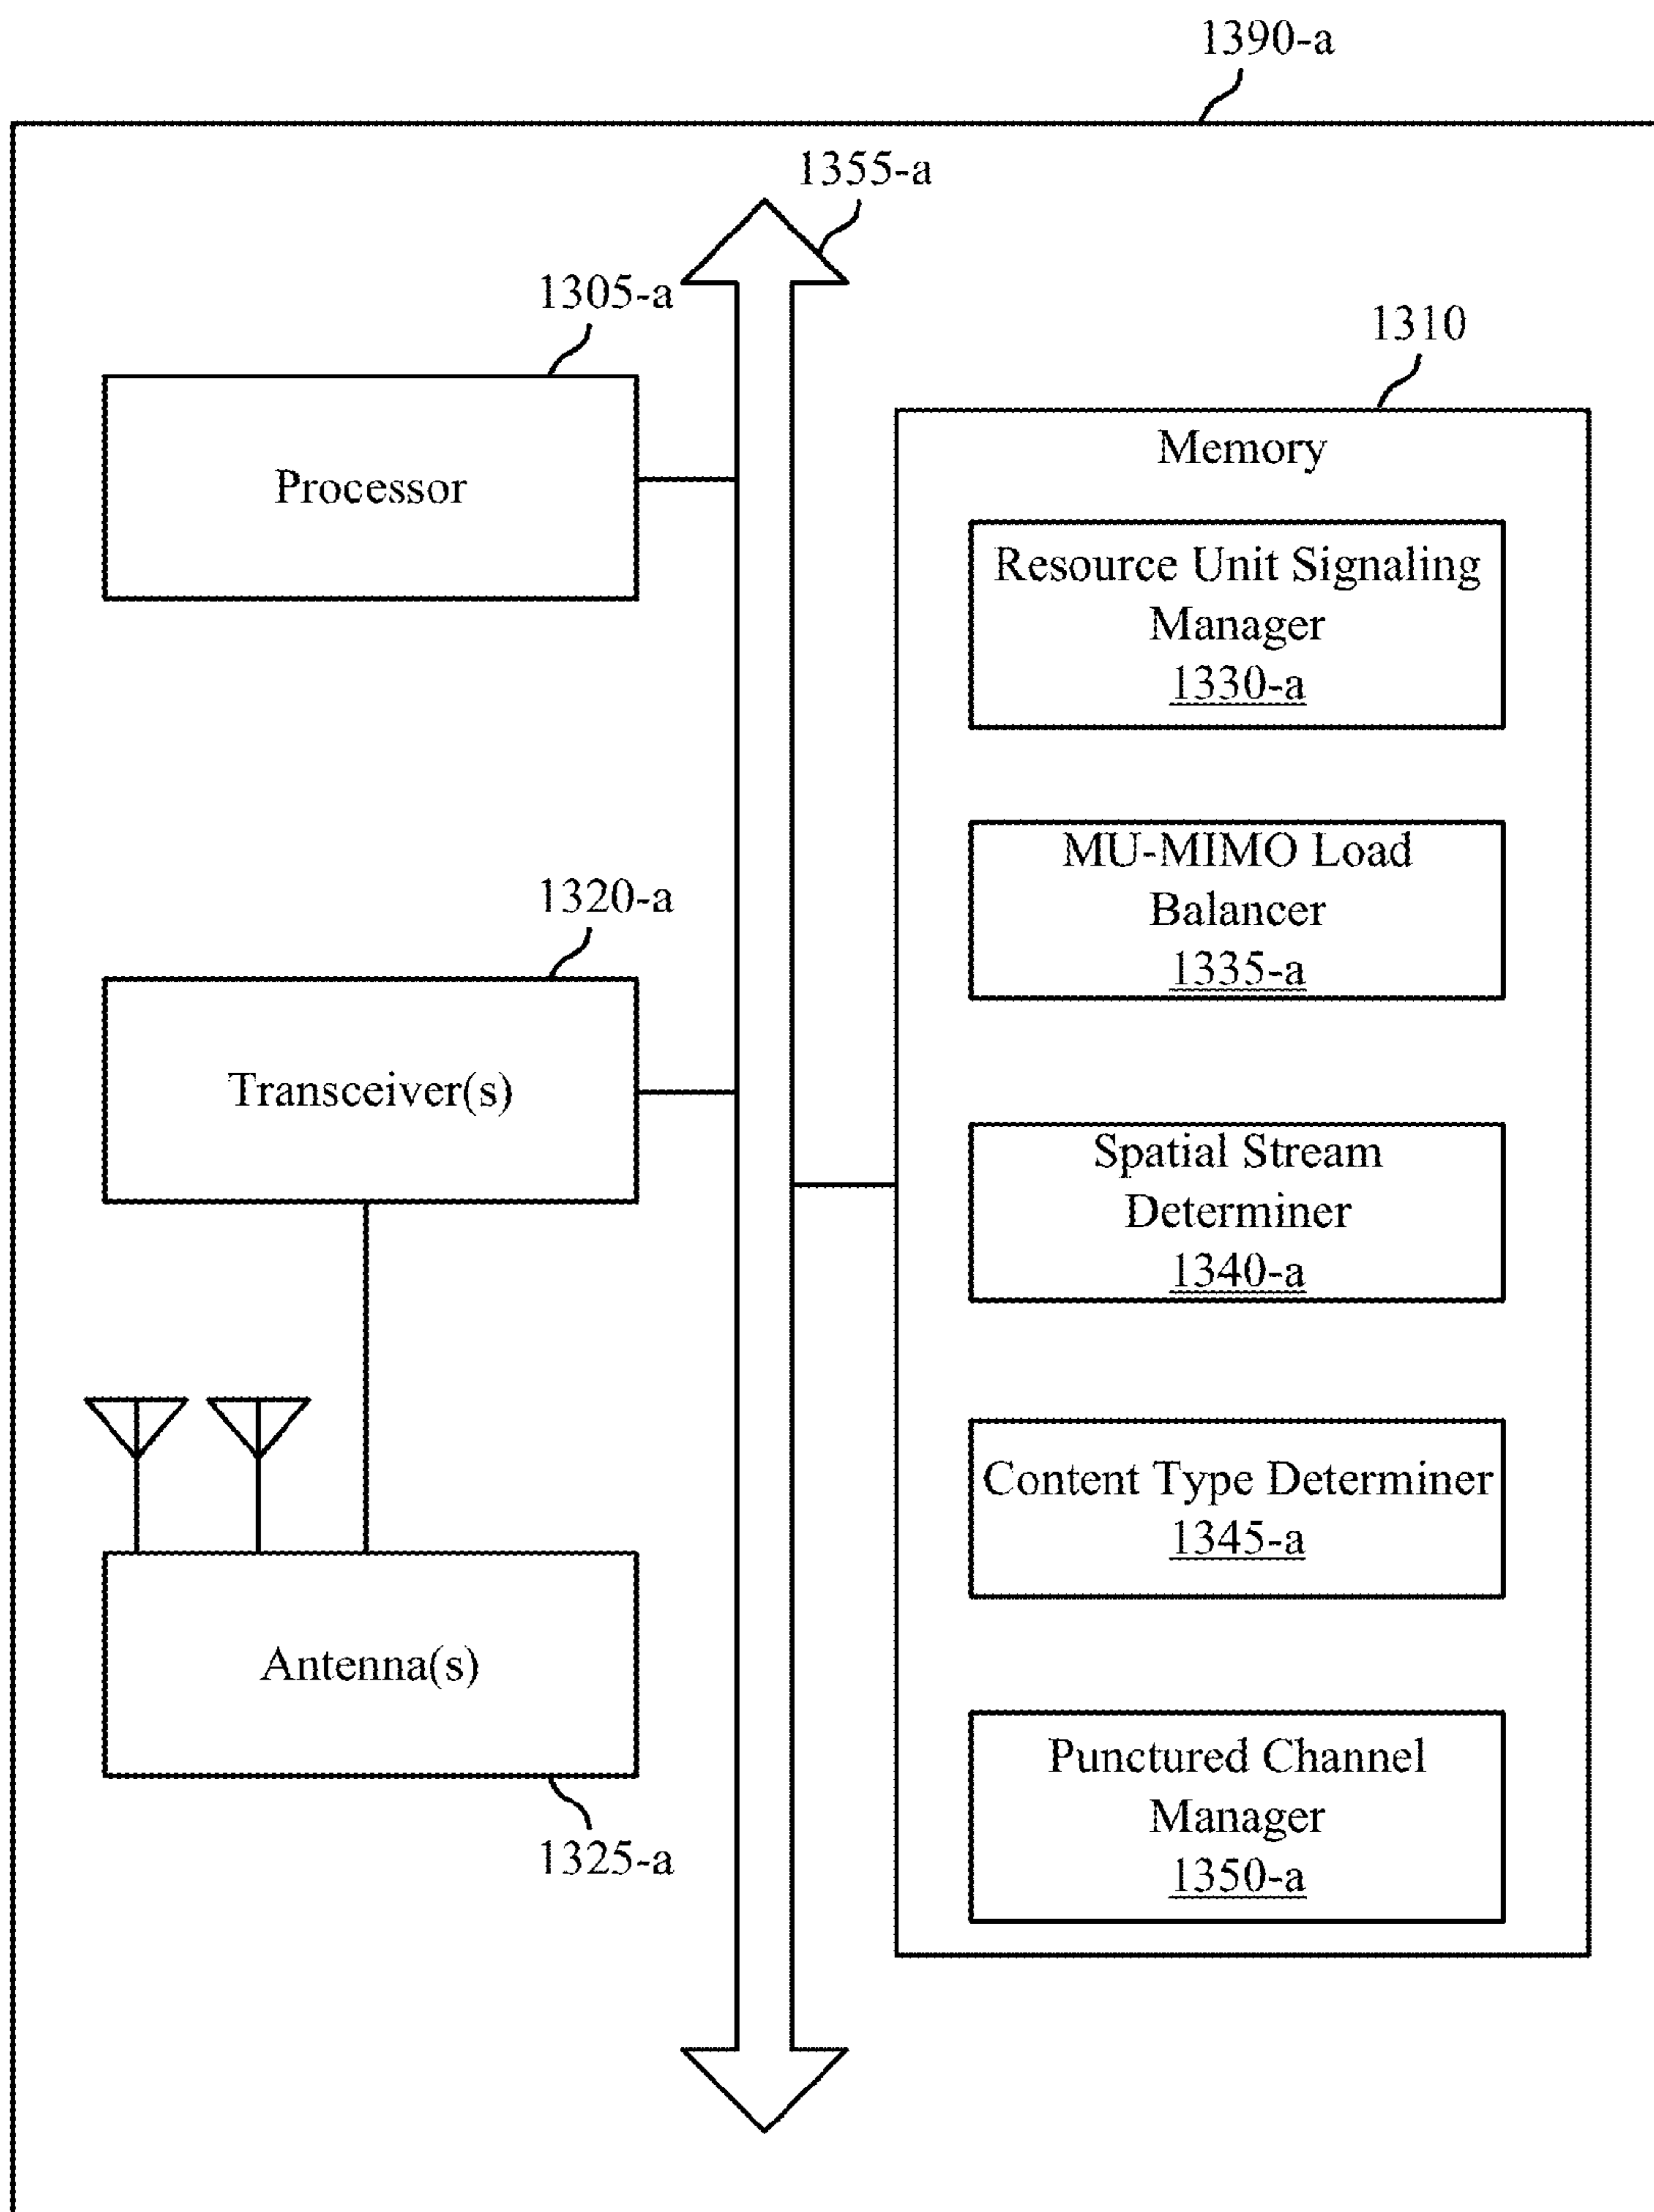 1390-a
1355-a
1305-a
Processor
1310
Memory
Resource Unit Signaling
Manager
1330-a
MU-MIMO Load
Balancer
1335-a
1320-a
Transceiver(s)
Spatial Stream
Determiner
1340-a
Content Type Determiner
1345-a
Antenna(s)
1325-a
Punctured Channel
Manager
1350-a